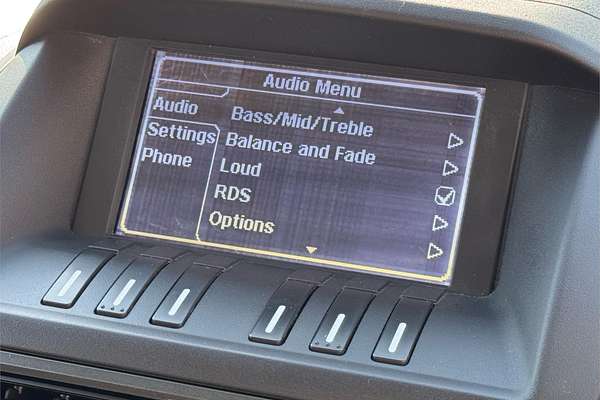 Audio Menu
Audio
Settings
Phone
Bass/Mid/Treble
Balance and Fade
Loud
RDS
Options